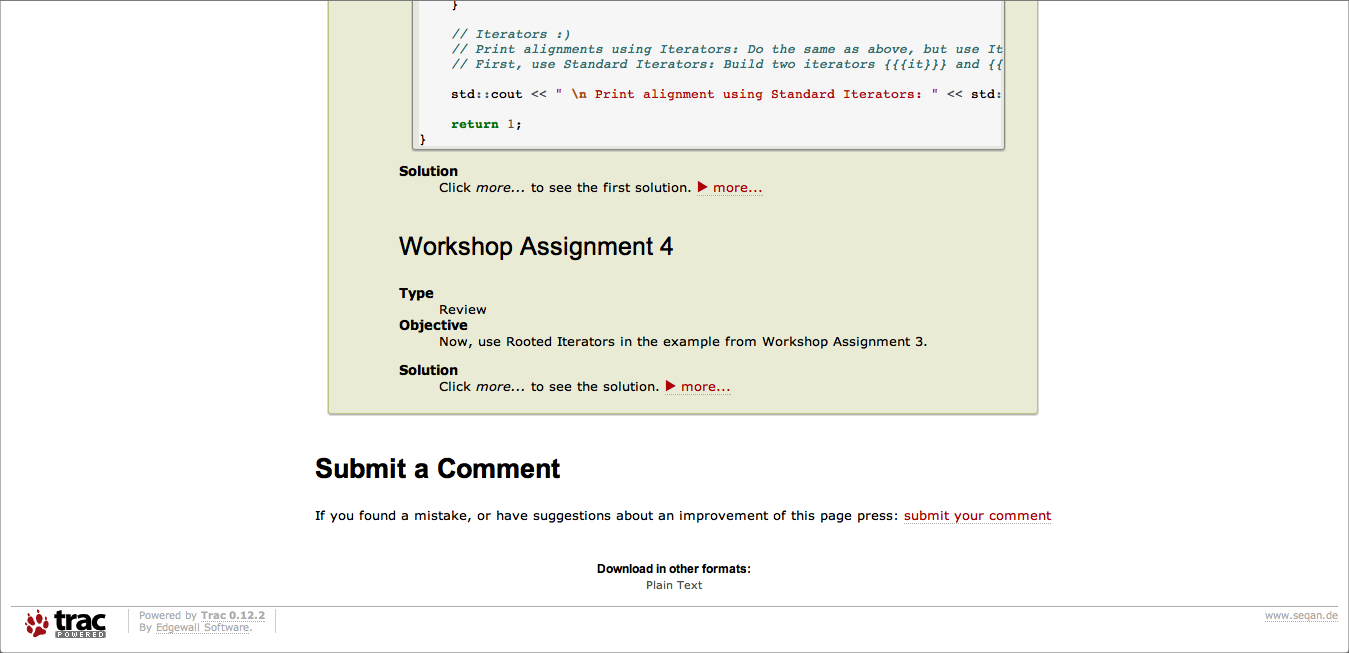 }
// Iterators :)
// Print alignments using Iterators: Do the same as above, but use It
// First, use Standard Iterators: Build two iterators {{{it}}} and {{
std::cout << " \n Print alignment using Standard Iterators: " << std:
return 1;
}
Solution
Click more... to see the first solution. more...
Workshop Assignment 4
Type
Review
Objective
Now, use Rooted Iterators in the example from Workshop Assignment 3.
Solution
Click more... to see the solution. more...
Submit a Comment
If you found a mistake, or have suggestions about an improvement of this page press: submit your comment
Download in other formats:
Plain Text
trac
POWERED
Powered by Trac 0.12.2
By Edgewall Software.
www.seqan.de